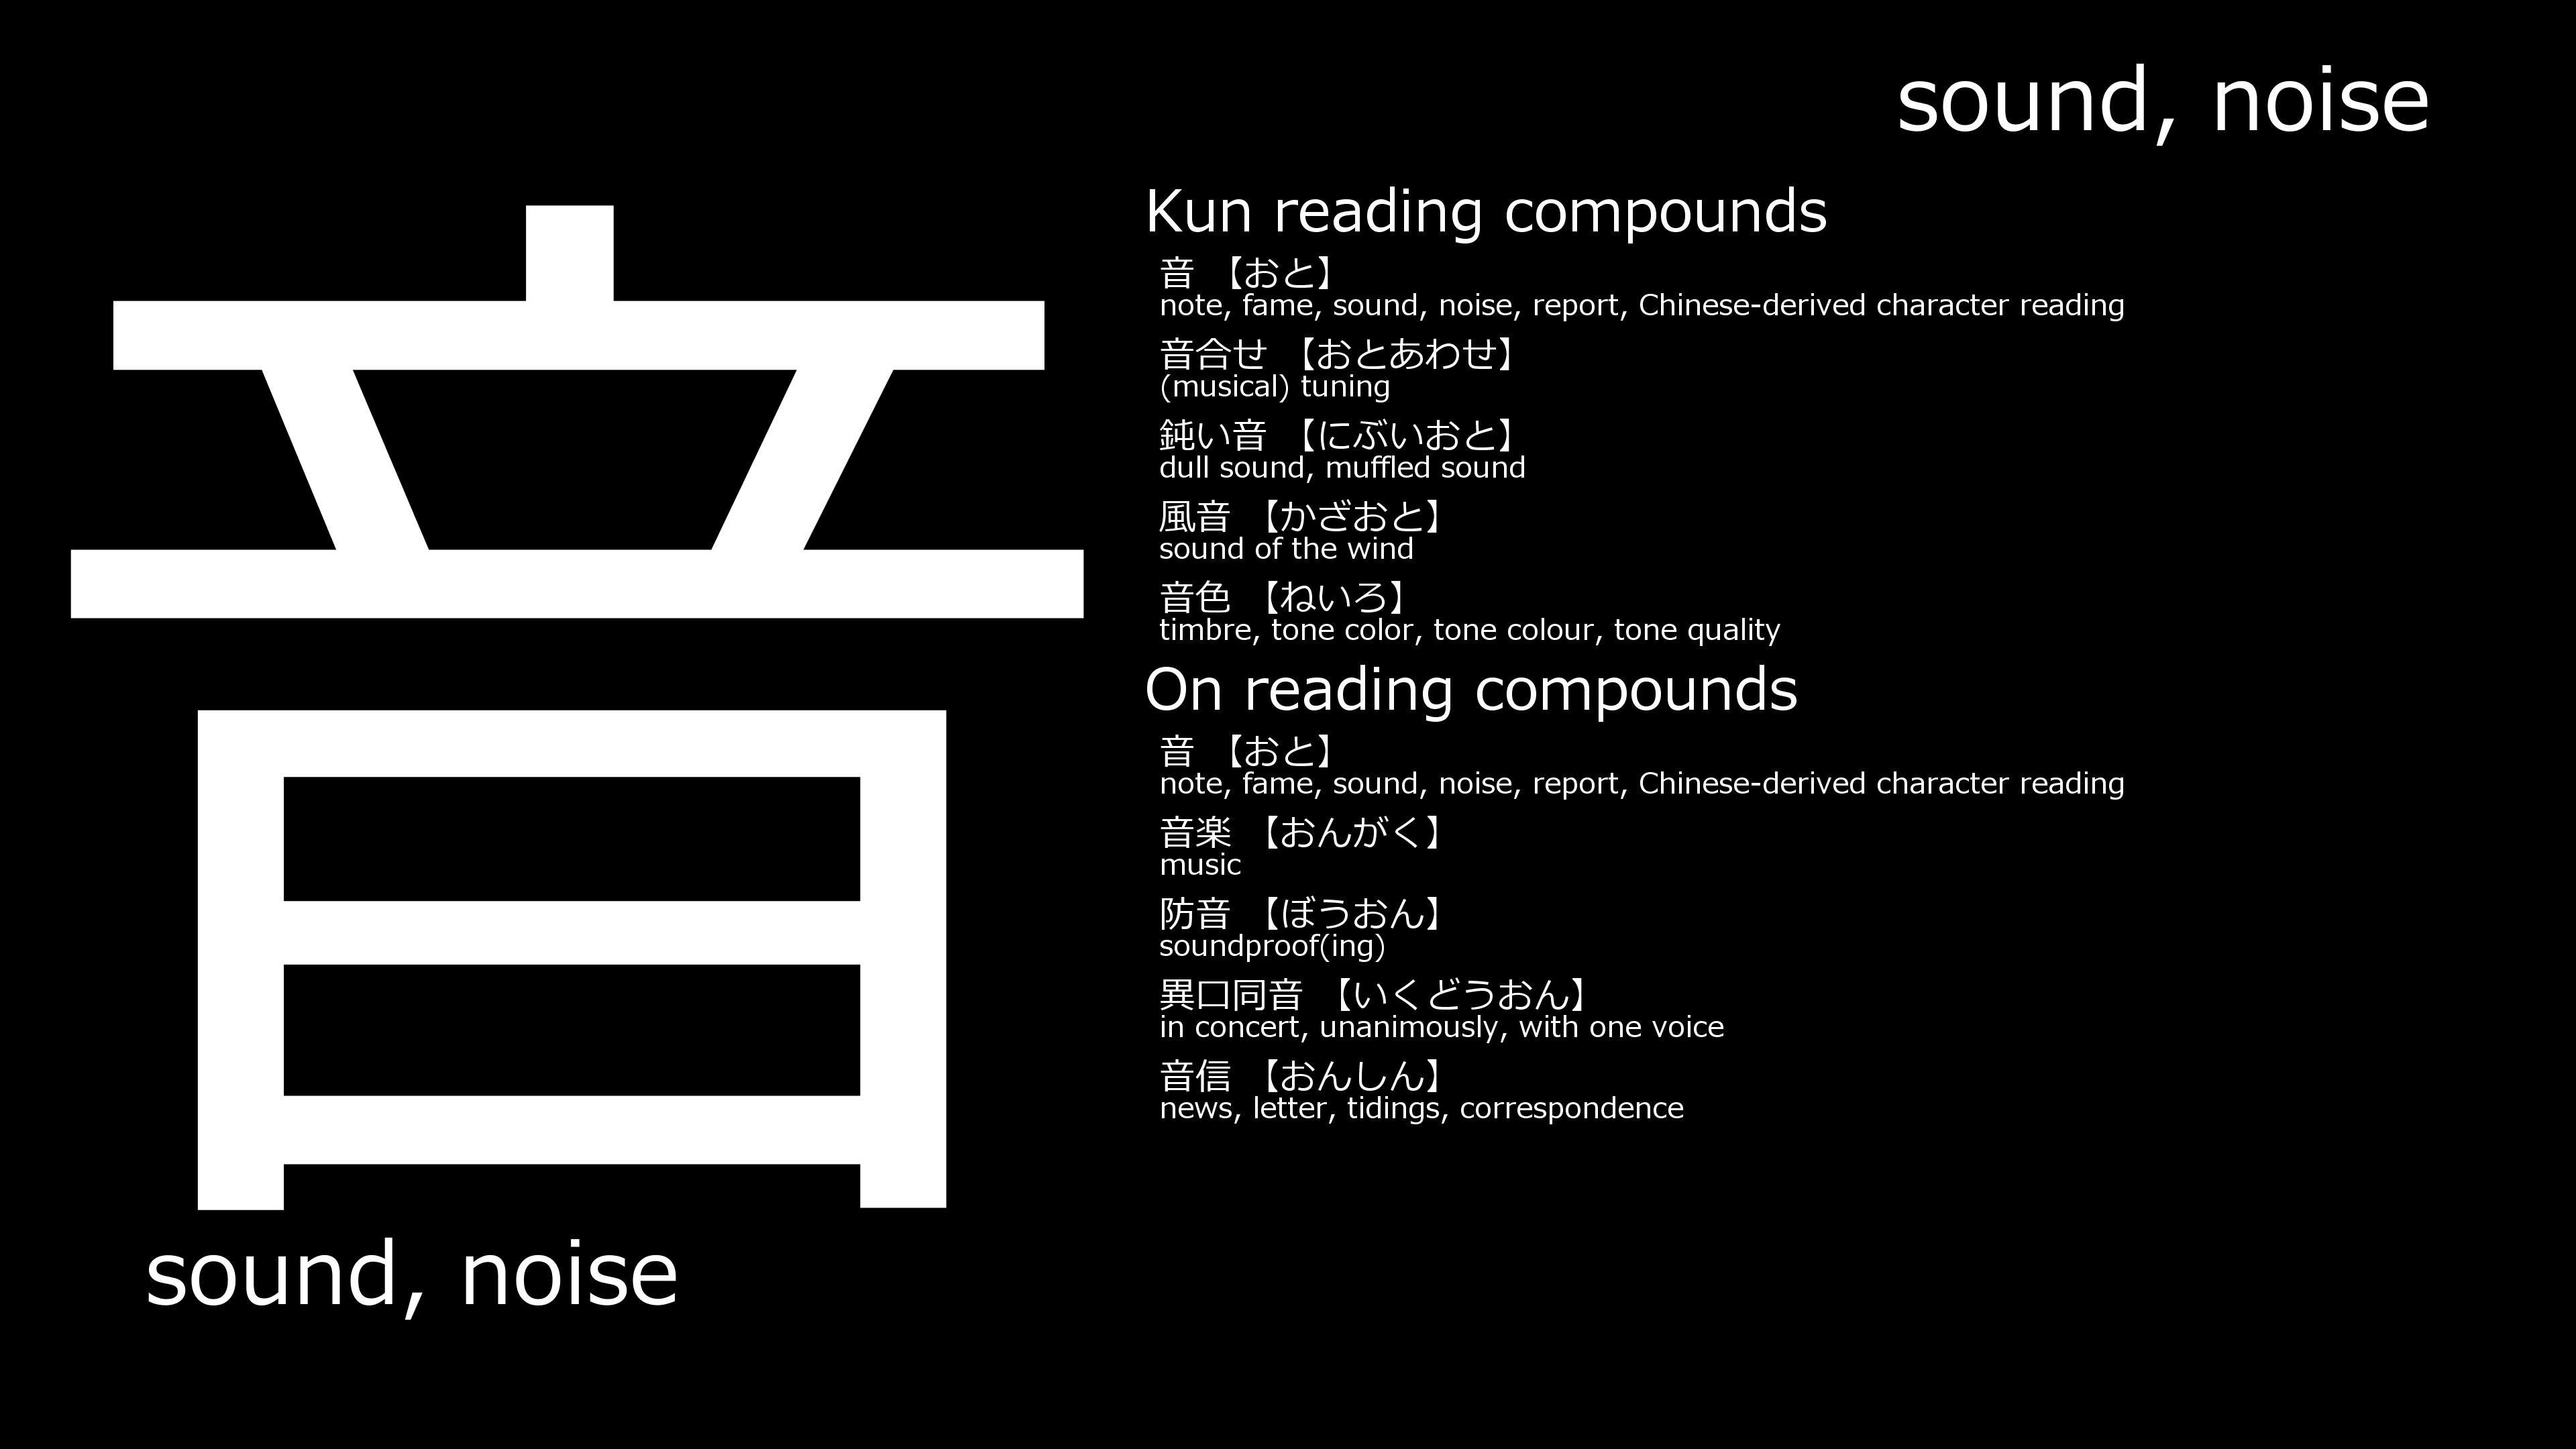 sound, noise
音
sound, noise
Kun reading compounds
音 【おと】
note, fame, sound, noise, report, Chinese-derived character reading
音合せ 【おとあわせ】
(musical) tuning
鈍い音 【にぶいおと】
dull sound, muffled sound
風音 【かざおと】
sound of the wind
音色 【ねいろ】
timbre, tone color, tone colour, tone quality
On reading compounds
音 【おと】
note, fame, sound, noise, report, Chinese-derived character reading
音楽 【おんがく】
music
防音 【ぼうおん】
soundproof(ing)
異口同音 【いくどうおん】
in concert, unanimously, with one voice
音信 【おんしん】
news, letter, tidings, correspondence